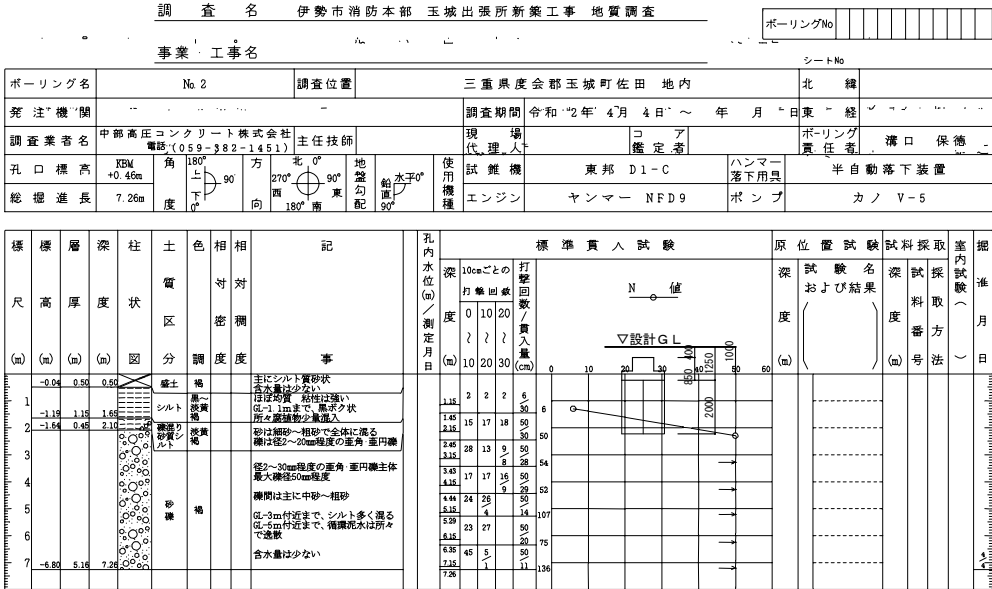 調査名 伊勢市消防本部 玉城出張所新築工事 地質調査
ボーリングNo
事業・工事名
シートNo
ボーリング名 No.2 調査位置 三重県度会郡玉城町佐田 地内 北緯
発注機関 調査期間 令和 2年 4月 4日 ～ 年 月 日 東経
調査業者名 中部高圧コンクリート株式会社 電話(059-382-1451) 主任技師 現場代理人 コア鑑定者 ボーリング責任者 溝口 保徳
孔口標高 KBM +0.46m 角度 180° 上 下 0° 90° 方向 北 0° 270° 西 90° 東 180° 南 地盤勾配 水平0° 鉛直 90° 使用機種 試錐機 東邦 D1-C ハンマー落下用具 半自動落下装置
総掘進長 7.26m エンジン ヤンマー NFD9 ポンプ カノ V-5
標尺(m) 標高(m) 層厚(m) 深度(m) 柱状図 土質区分 色調 相対密度 相対稠度 記事 孔内水位(m)／測定月日 標準貫入試験 原位置試験 試料採取 室内試験( ) 掘進月日
深度(m) 10cmごとの打撃回数 0～10 10～20 20～30 打撃回数／貫入量(cm) N値 深度(m) 試験名および結果 深度(m) 試料番号 採取方法
▽設計GL
400 1250 1000 850 2000
0 10 20 30 40 50 60
-0.04 0.50 0.50 盛土 褐 主にシルト質砂状
含水量は少ない
1 -1.19 1.15 1.65 シルト 黒～淡黄褐 ほぼ均質 粘性は強い
GL-1.1mまで、黒ボク状
所々腐植物少量混入
2 -1.64 0.45 2.10 礫混り砂質シルト 淡黄褐 砂は細砂～粗砂で全体に混る
礫は径2～20mm程度の亜角・亜円礫
砂礫 褐 径2～30mm程度の亜角・亜円礫主体
最大礫径50mm程度
礫間は主に中砂～粗砂
GL-3m付近まで、シルト多く混る
GL-5m付近まで、循環泥水は所々で逸散
含水量は少ない
3
4
5
6
7 -6.80 5.16 7.26
1.15 2 2 2 6/30 6
1.45
2.15 15 17 18 50/30 50
2.45
3.15 28 13 9/8 50/28 54
3.43
4.15 17 17 16/9 50/29 52
4.44
5.15 24 26/4 50/14 107
5.29
6.15 23 27 50/20 75
6.35
7.15 45 5/1 50/11 136
7.26
4/4